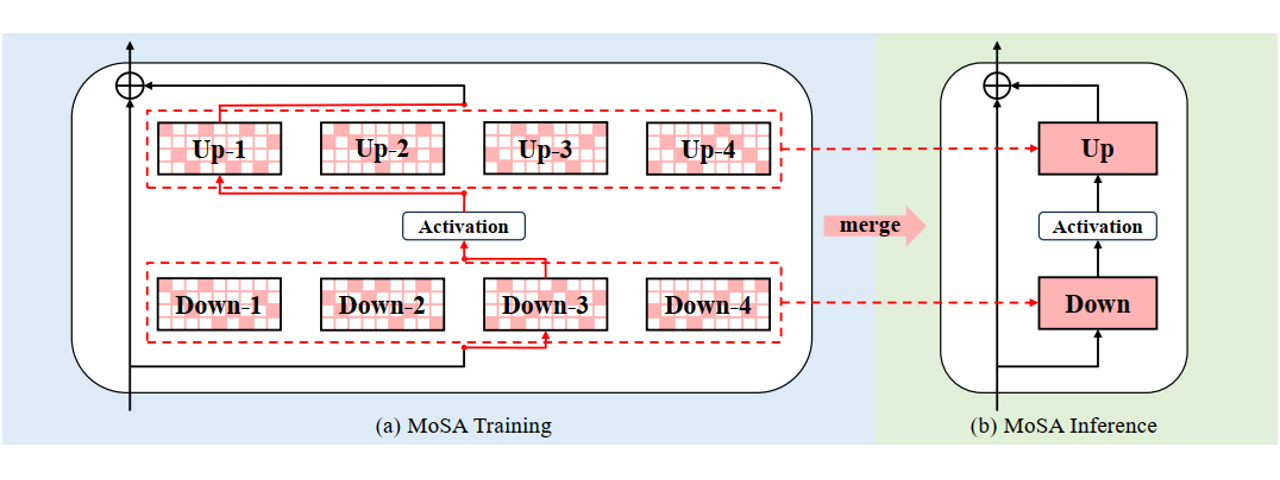 Up-1
Up-2
Up-3
Up-4
Up
Activation
merge
Activation
Down-1
Down-2
Down-3
Down-4
Down
(a) MoSA Training
(b) MoSA Inference